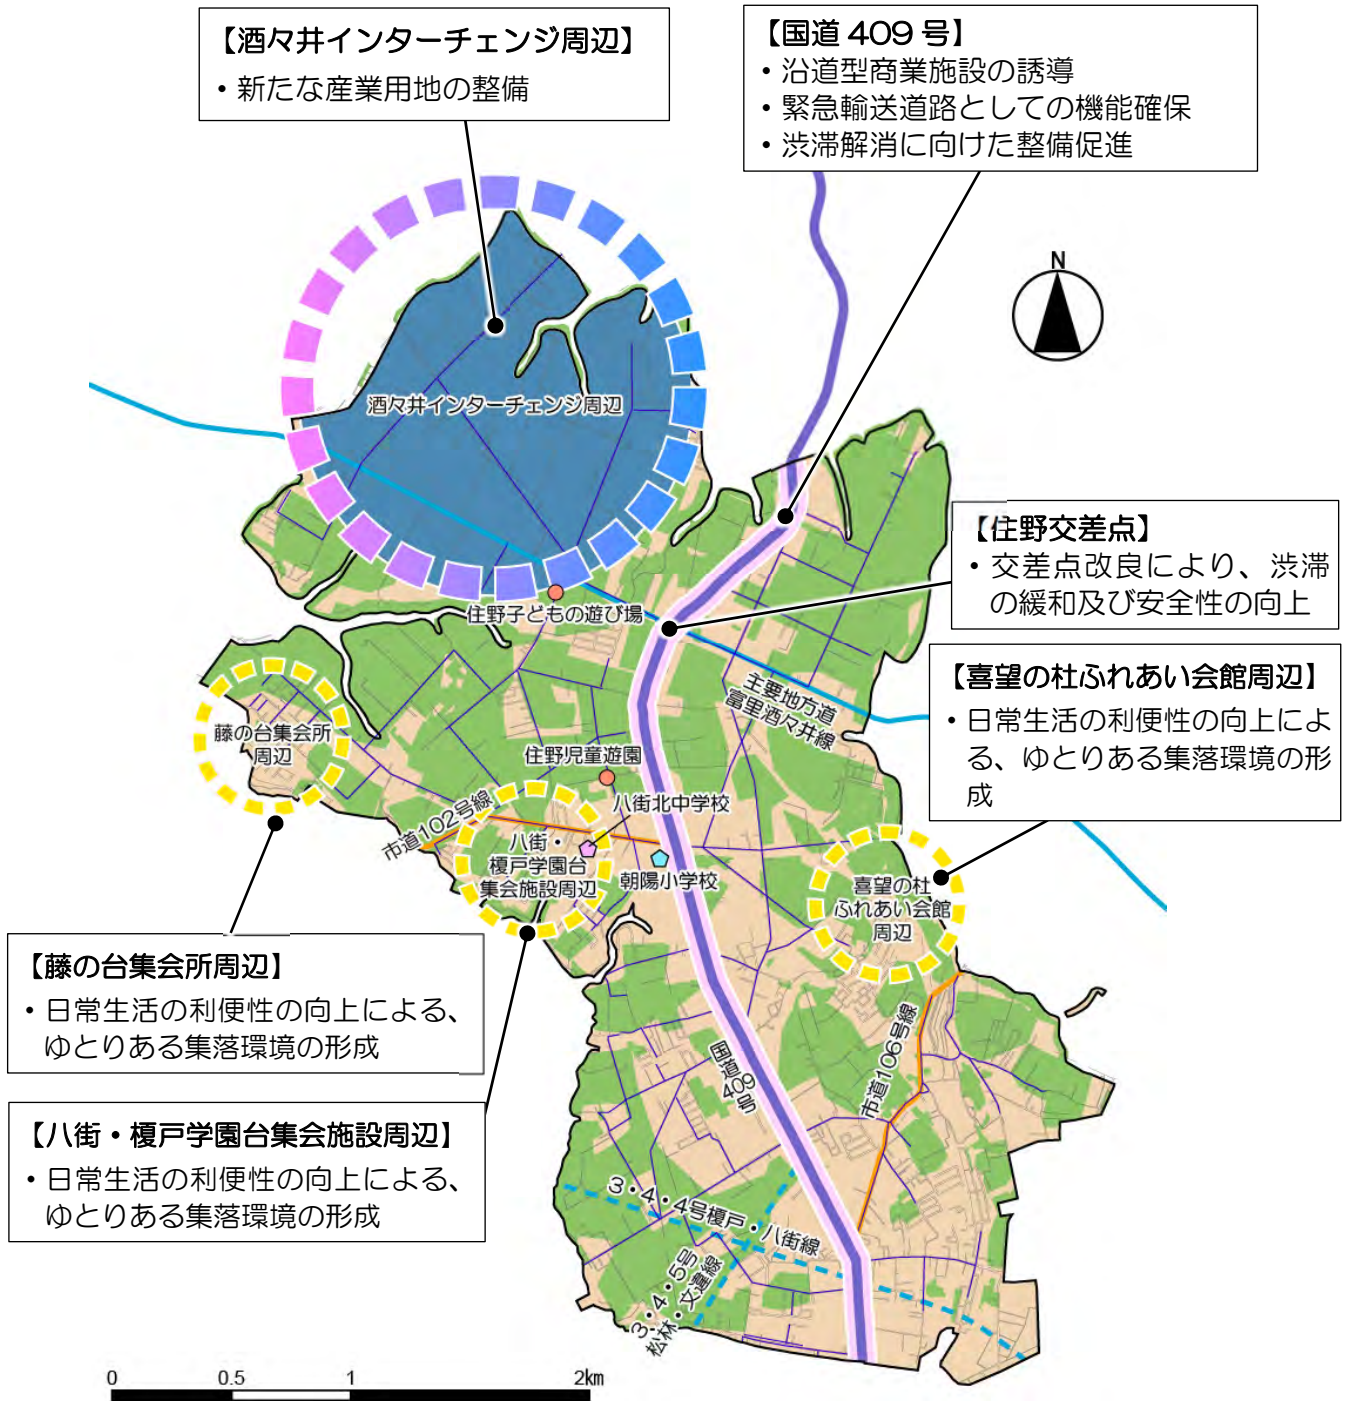 【酒々井インターチェンジ周辺】
・新たな産業用地の整備
【国道 409 号】
・沿道型商業施設の誘導
・緊急輸送道路としての機能確保
・渋滞解消に向けた整備促進
N
酒々井インターチェンジ周辺
【住野交差点】
・交差点改良により、渋滞
の緩和及び安全性の向上
住野子どもの遊び場
【喜望の杜ふれあい会館周辺】
・日常生活の利便性の向上によ
る、ゆとりある集落環境の形
成
主要地方道
富里酒々井線
藤の台集会所
周辺
住野児童遊園
八街北中学校
市道102号線
八街・
榎戸学園台
集会施設周辺
朝陽小学校
喜望の杜
ふれあい会館
周辺
【藤の台集会所周辺】
・日常生活の利便性の向上による、
ゆとりある集落環境の形成
国道
409
号
市道106号線
【八街・榎戸学園台集会施設周辺】
・日常生活の利便性の向上による、
ゆとりある集落環境の形成
3・4・4号榎戸・八街線
3・4・5号
松林・文違線
0 0.5 1 2km